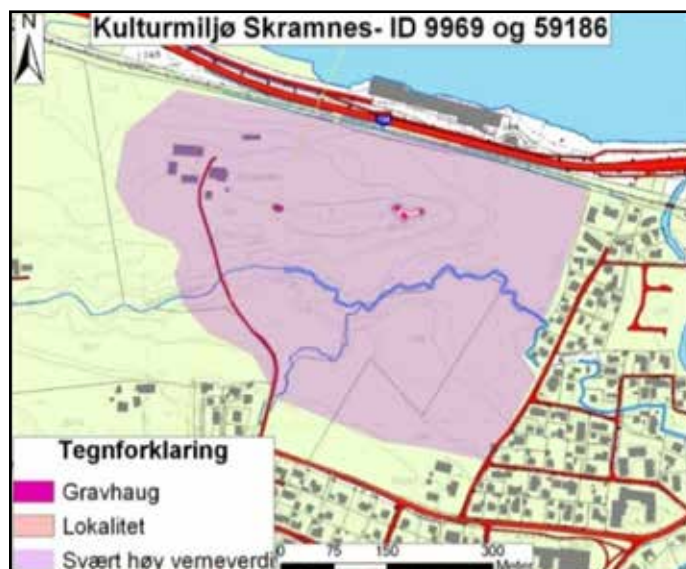 Kulturmiljø Skramnes- ID 9969 og 59186
N
Tegnforklaring
Gravhaug
Lokalitet
Svært høy verneverdi
0 75 150 300
Meter